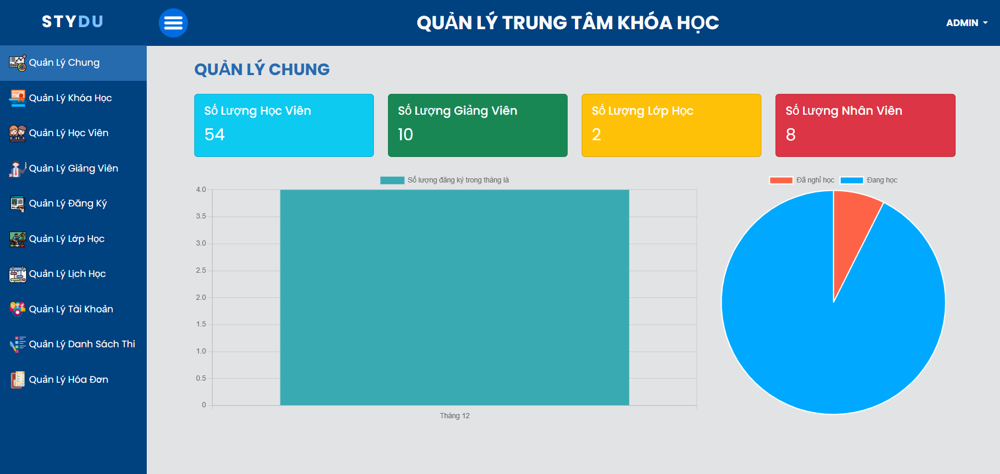 STYDU
QUẢN LÝ TRUNG TÂM KHÓA HỌC
ADMIN
Quản Lý Chung
Quản Lý Khóa Học
Quản Lý Học Viên
Quản Lý Giảng Viên
Quản Lý Đăng Ký
Quản Lý Lớp Học
Quản Lý Lịch Học
Quản Lý Tài Khoản
Quản Lý Danh Sách Thi
Quản Lý Hóa Đơn
QUẢN LÝ CHUNG
Số Lượng Học Viên
54
Số Lượng Giảng Viên
10
Số Lượng Lớp Học
2
Số Lượng Nhân Viên
8
Số lượng đăng ký trong tháng là
4.0
3.5
3.0
2.5
2.0
1.5
1.0
0.5
0
Tháng 12
Đã nghỉ học
Đang học